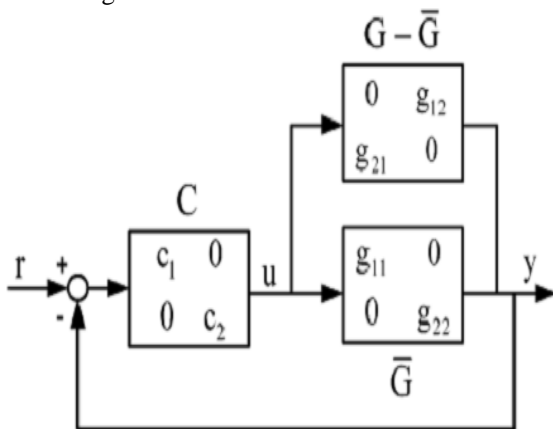 G – G̅
0 g₁₂
g₂₁ 0
C
r + c₁ 0 u g₁₁ 0 y
- 0 c₂ 0 g₂₂
G̅